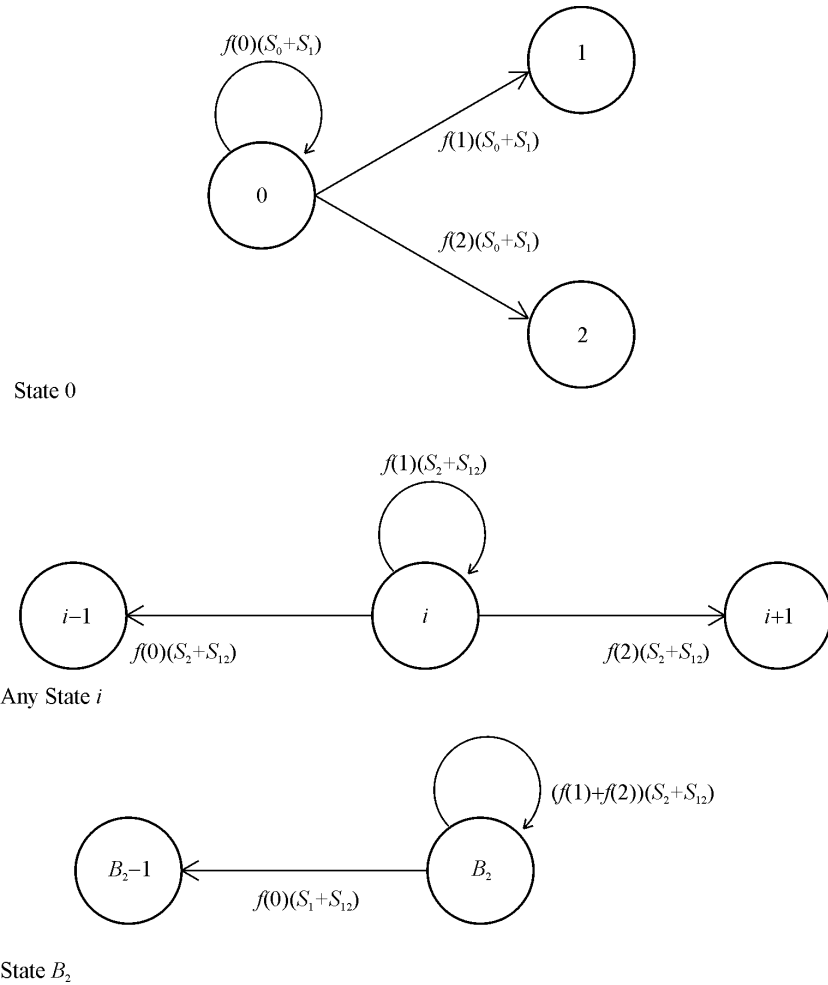 f(0)(S₀+S₁)
1
f(1)(S₀+S₁)
0
f(2)(S₀+S₁)
2
State 0
f(1)(S₂+S₁₂)
i−1
i
i+1
f(0)(S₂+S₁₂)
f(2)(S₂+S₁₂)
Any State i
(f(1)+f(2))(S₂+S₁₂)
B₂−1
B₂
f(0)(S₁+S₁₂)
State B₂